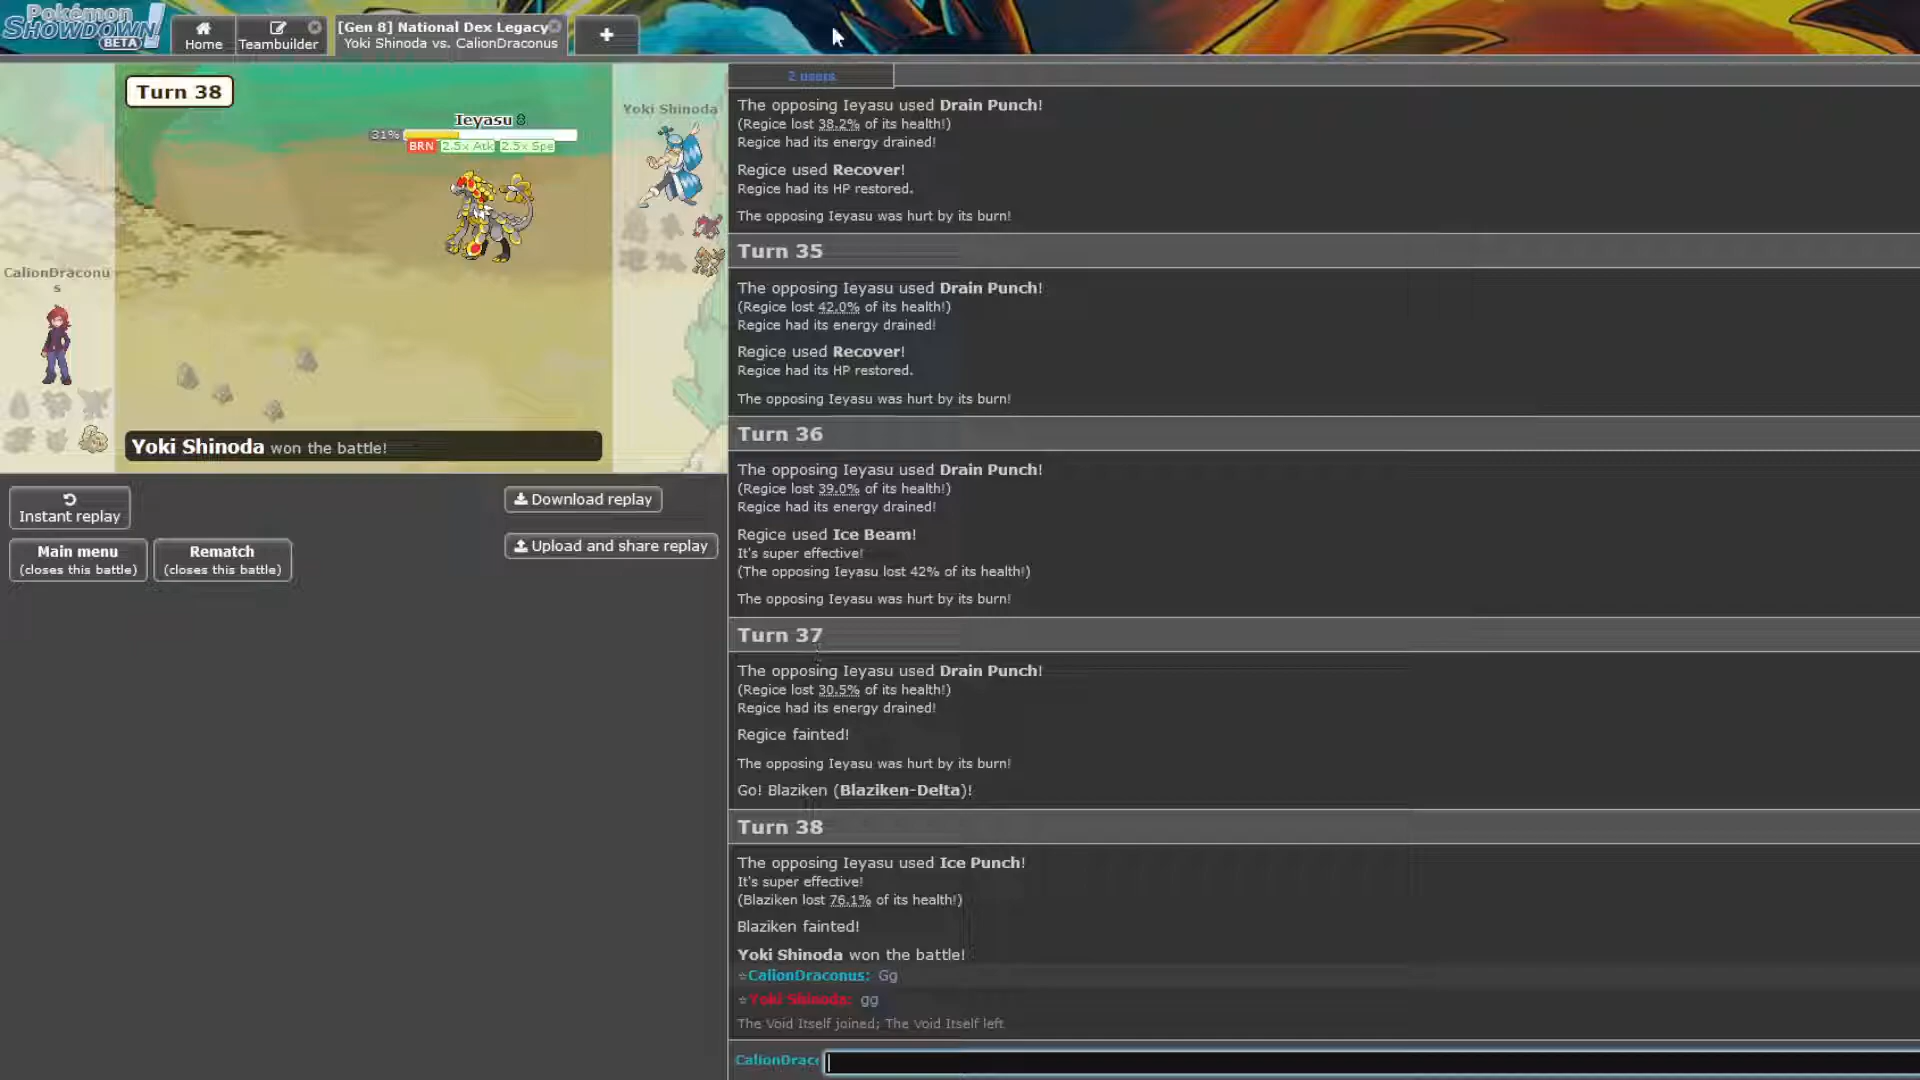 Pokémon
SHOWDOWN!
BETA
Home
Teambuilder
[Gen 8] National Dex Legacy
Yoki Shinoda vs. CalionDraconus
+
Turn 38
Ieyasu
31%
BRN 2.5x Atk 2.5x Spe
Yoki Shinoda
CalionDraconu
s
Yoki Shinoda won the battle!
Instant replay
Download replay
Upload and share replay
Main menu
(closes this battle)
Rematch
(closes this battle)
2 users
The opposing Ieyasu used Drain Punch!
(Regice lost 38.2% of its health!)
Regice had its energy drained!
Regice used Recover!
Regice had its HP restored.
The opposing Ieyasu was hurt by its burn!
Turn 35
The opposing Ieyasu used Drain Punch!
(Regice lost 42.0% of its health!)
Regice had its energy drained!
Regice used Recover!
Regice had its HP restored.
The opposing Ieyasu was hurt by its burn!
Turn 36
The opposing Ieyasu used Drain Punch!
(Regice lost 39.0% of its health!)
Regice had its energy drained!
Regice used Ice Beam!
It's super effective!
(The opposing Ieyasu lost 42% of its health!)
The opposing Ieyasu was hurt by its burn!
Turn 37
The opposing Ieyasu used Drain Punch!
(Regice lost 30.5% of its health!)
Regice had its energy drained!
Regice fainted!
The opposing Ieyasu was hurt by its burn!
Go! Blaziken (Blaziken-Delta)!
Turn 38
The opposing Ieyasu used Ice Punch!
It's super effective!
(Blaziken lost 76.1% of its health!)
Blaziken fainted!
Yoki Shinoda won the battle!
☆CalionDraconus: Gg
☆Yoki Shinoda: gg
The Void Itself joined; The Void Itself left
CalionDrac